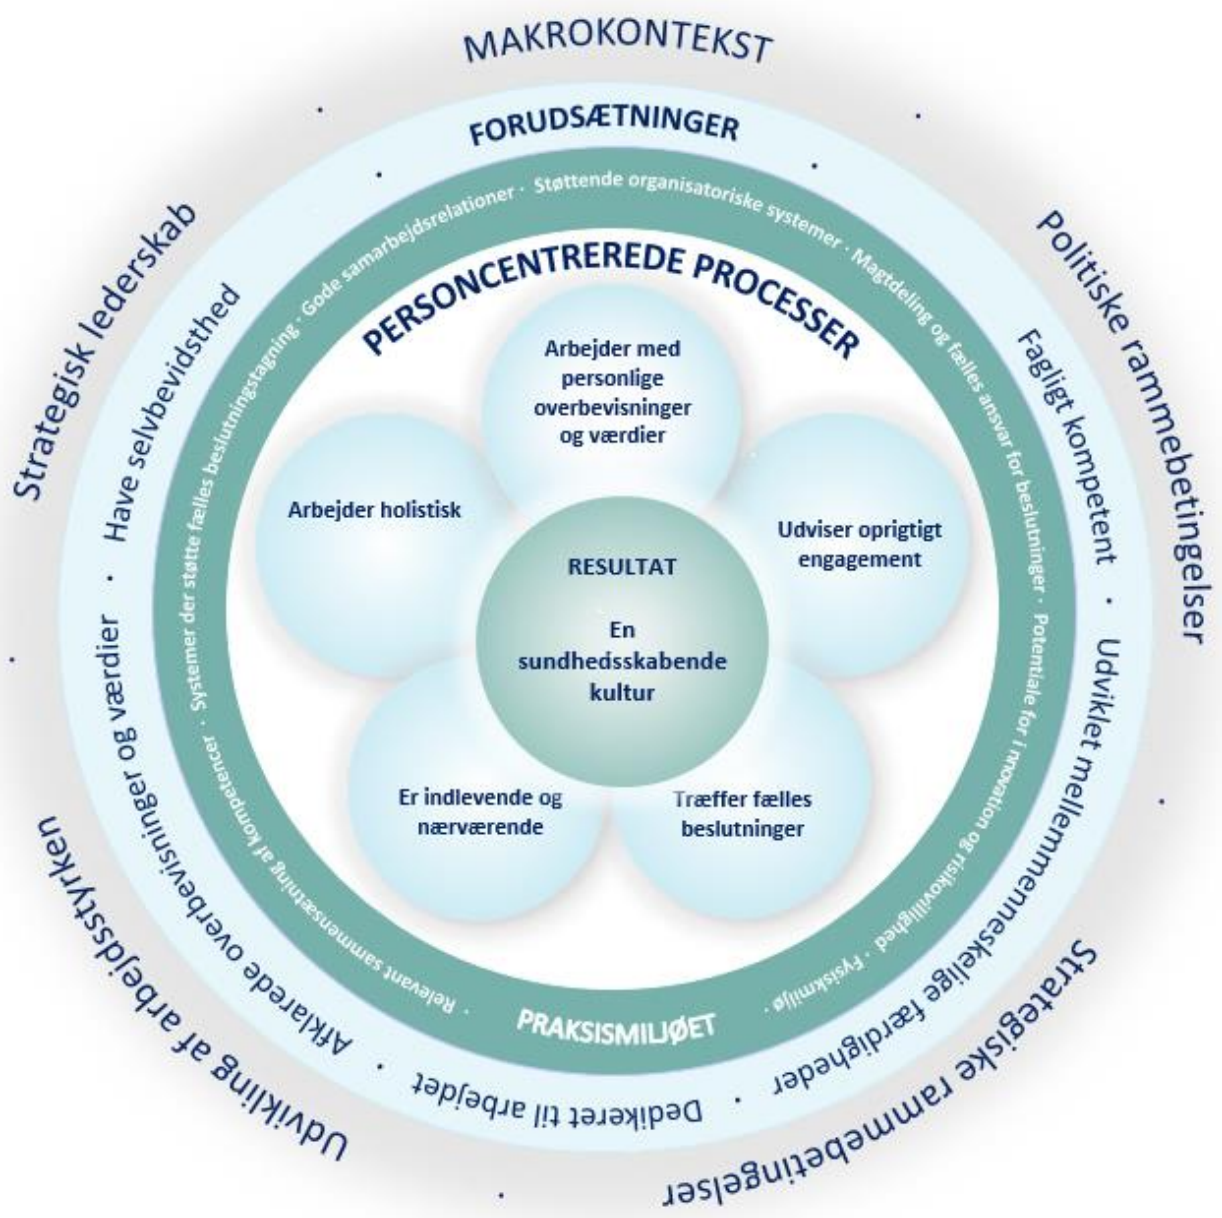 MAKROKONTEKST
Politiske rammebetingelser
Strategiske rammebetingelser
Udvikling af arbejdsstyrken
Strategisk lederskab
FORUDSÆTNINGER
Fagligt kompetent
·
Udviklet mellemmenneskelige færdigheder
·
Dedikeret til arbejdet
·
Afklarede overbevisninger og værdier
·
Have selvbevidsthed
PRAKSISMILJØET
· Relevant sammensætning af kompetencer · Systemer der støtte fælles beslutningstagning · Gode samarbejdsrelationer · Støttende organisatoriske systemer · Magtdeling og fælles ansvar for beslutninger · Potentiale for innovation og risikovillighed · Fysiskmiljø ·
PERSONCENTREREDE PROCESSER
Arbejder med
personlige
overbevisninger
og værdier
Udviser oprigtigt
engagement
Træffer fælles
beslutninger
Er indlevende og
nærværende
Arbejder holistisk
RESULTAT
En
sundhedsskabende
kultur